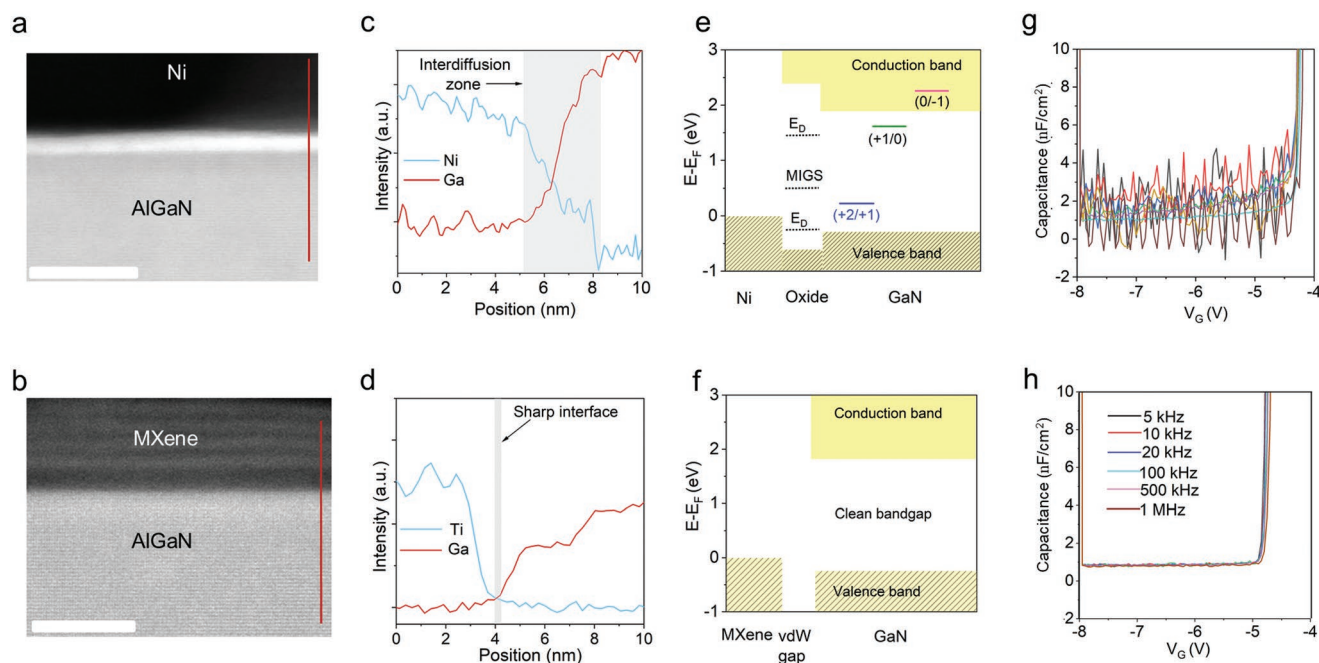 a
Ni
AlGaN
c
Interdiffusion
zone
Ni
Ga
Intensity (a.u.)
0 2 4 6 8 10
Position (nm)
e
3
2
1
0
-1
E-E_F (eV)
Conduction band
(0/-1)
E_D
(+1/0)
MIGS
E_D
(+2/+1)
Valence band
Ni Oxide GaN
g
10
8
6
4
2
0
-2
Capacitance (µF/cm²)
-8 -7 -6 -5 -4
V_G (V)
b
MXene
AlGaN
d
Sharp interface
Ti
Ga
Intensity (a.u.)
0 2 4 6 8 10
Position (nm)
f
3
2
1
0
-1
E-E_F (eV)
Conduction band
Clean bandgap
Valence band
MXene vdW GaN
gap
h
10
8
6
4
2
0
-2
Capacitance (µF/cm²)
5 kHz
10 kHz
20 kHz
100 kHz
500 kHz
1 MHz
-8 -7 -6 -5 -4
V_G (V)